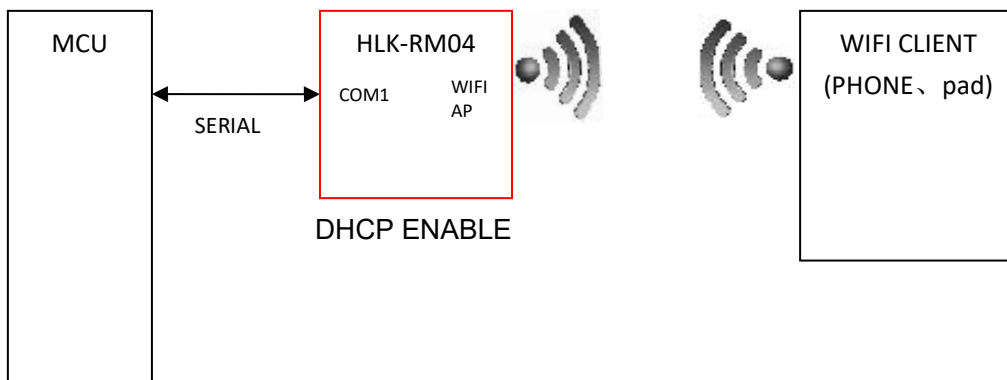 MCU
SERIAL
HLK-RM04
COM1
WIFI
AP
DHCP ENABLE
WIFI CLIENT
(PHONE、pad)